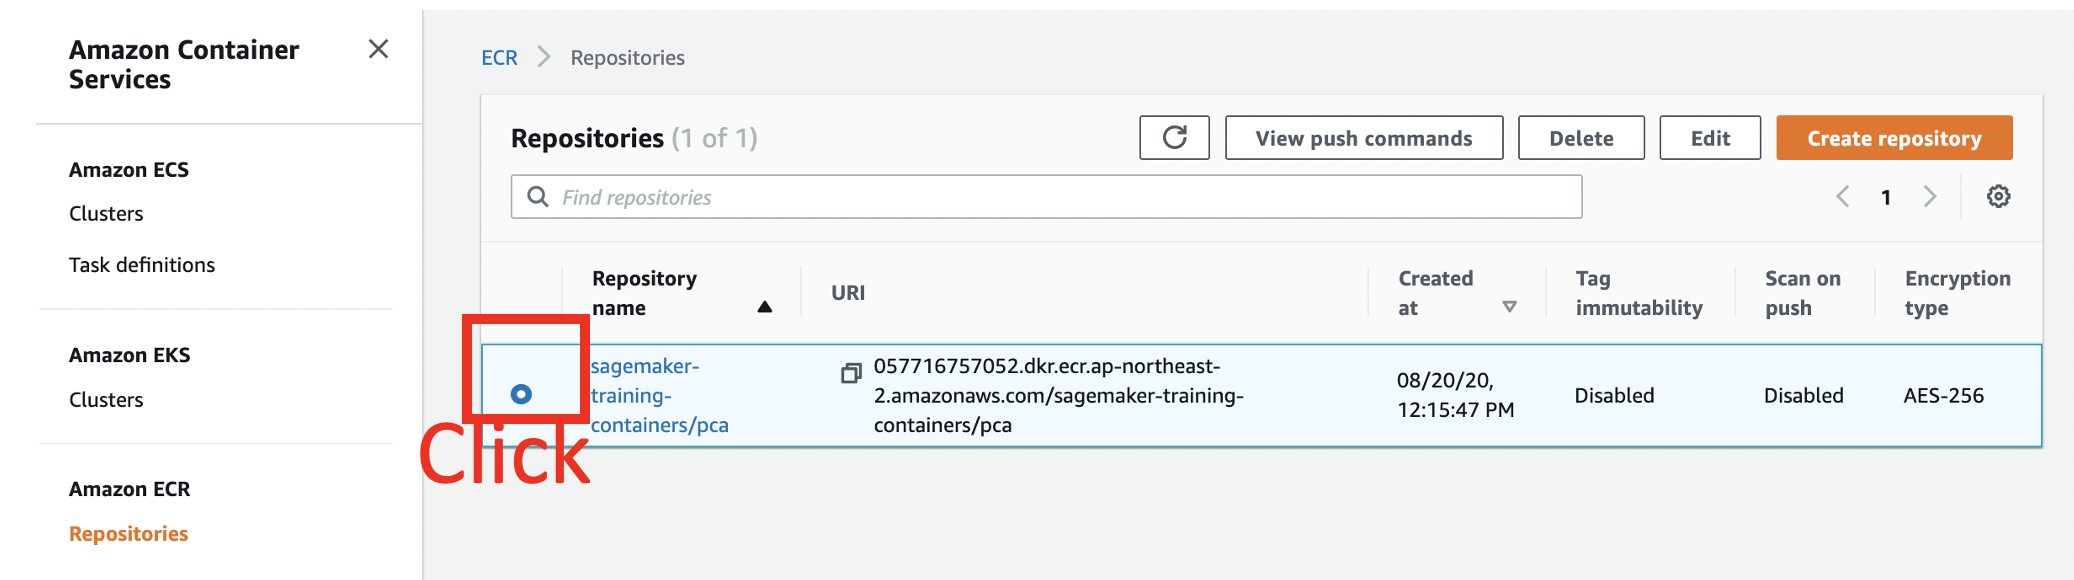 Amazon Container
Services
Amazon ECS
Clusters
Task definitions
Amazon EKS
Clusters
Amazon ECR
Repositories
ECR Repositories
Repositories (1 of 1)
View push commands
Delete
Edit
Create repository
Find repositories
1
Repository
name
URI
Created
at
Tag
immutability
Scan on
push
Encryption
type
sagemaker-
training-
containers/pca
057716757052.dkr.ecr.ap-northeast-
2.amazonaws.com/sagemaker-training-
containers/pca
08/20/20,
12:15:47 PM
Disabled
Disabled
AES-256
Click